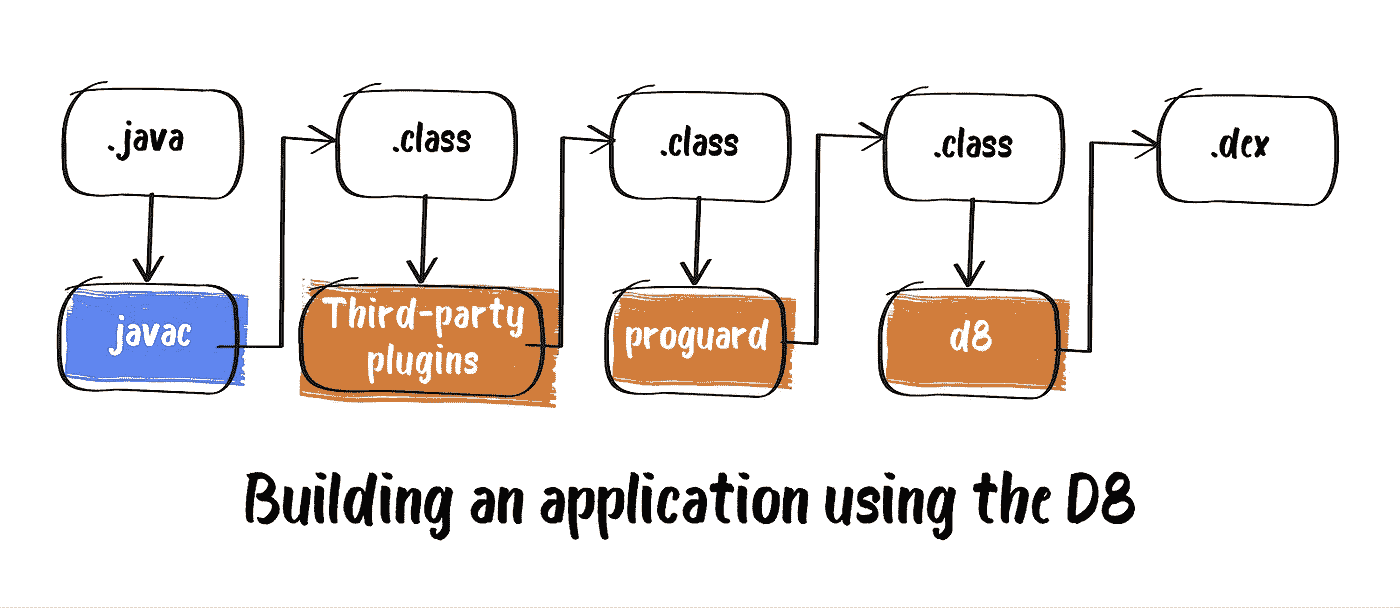 .java
.class
.class
.class
.dex
javac
Third-party
plugins
proguard
d8
Building an application using the D8